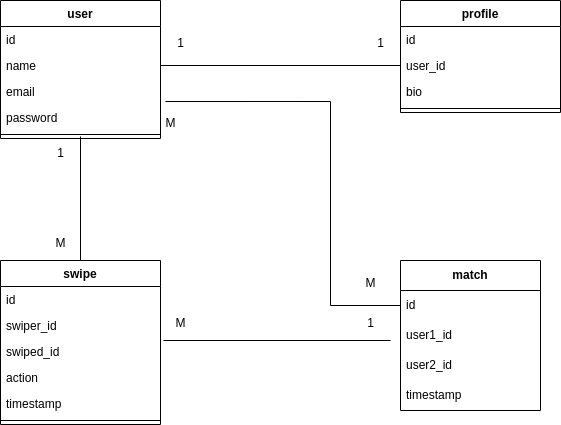 user
id
name
email
password
1
1
profile
id
user_id
bio
M
1
M
swipe
id
swiper_id
swiped_id
action
timestamp
M
1
M
match
id
user1_id
user2_id
timestamp